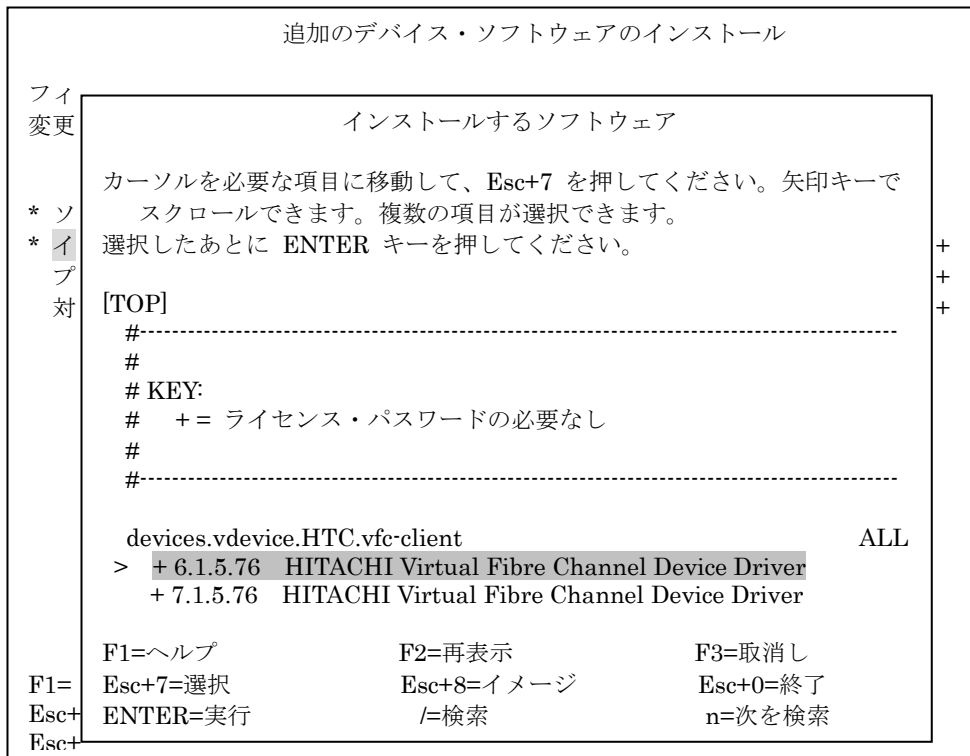 追加のデバイス・ソフトウェアのインストール
フィ
変更
インストールするソフトウェア
カーソルを必要な項目に移動して、Esc+7 を押してください。矢印キーで
* ソ
スクロールできます。複数の項目が選択できます。
* イ
選択したあとに ENTER キーを押してください。
+
プ
+
対
[TOP]
+
#--------------------------------------------------------------------------------
#
# KEY:
# + = ライセンス・パスワードの必要なし
#
#--------------------------------------------------------------------------------
devices.vdevice.HTC.vfc-client ALL
> + 6.1.5.76 HITACHI Virtual Fibre Channel Device Driver
+ 7.1.5.76 HITACHI Virtual Fibre Channel Device Driver
F1=ヘルプ F2=再表示 F3=取消し
F1=
Esc+7=選択 Esc+8=イメージ Esc+0=終了
Esc+
ENTER=実行 /=検索 n=次を検索
Esc+